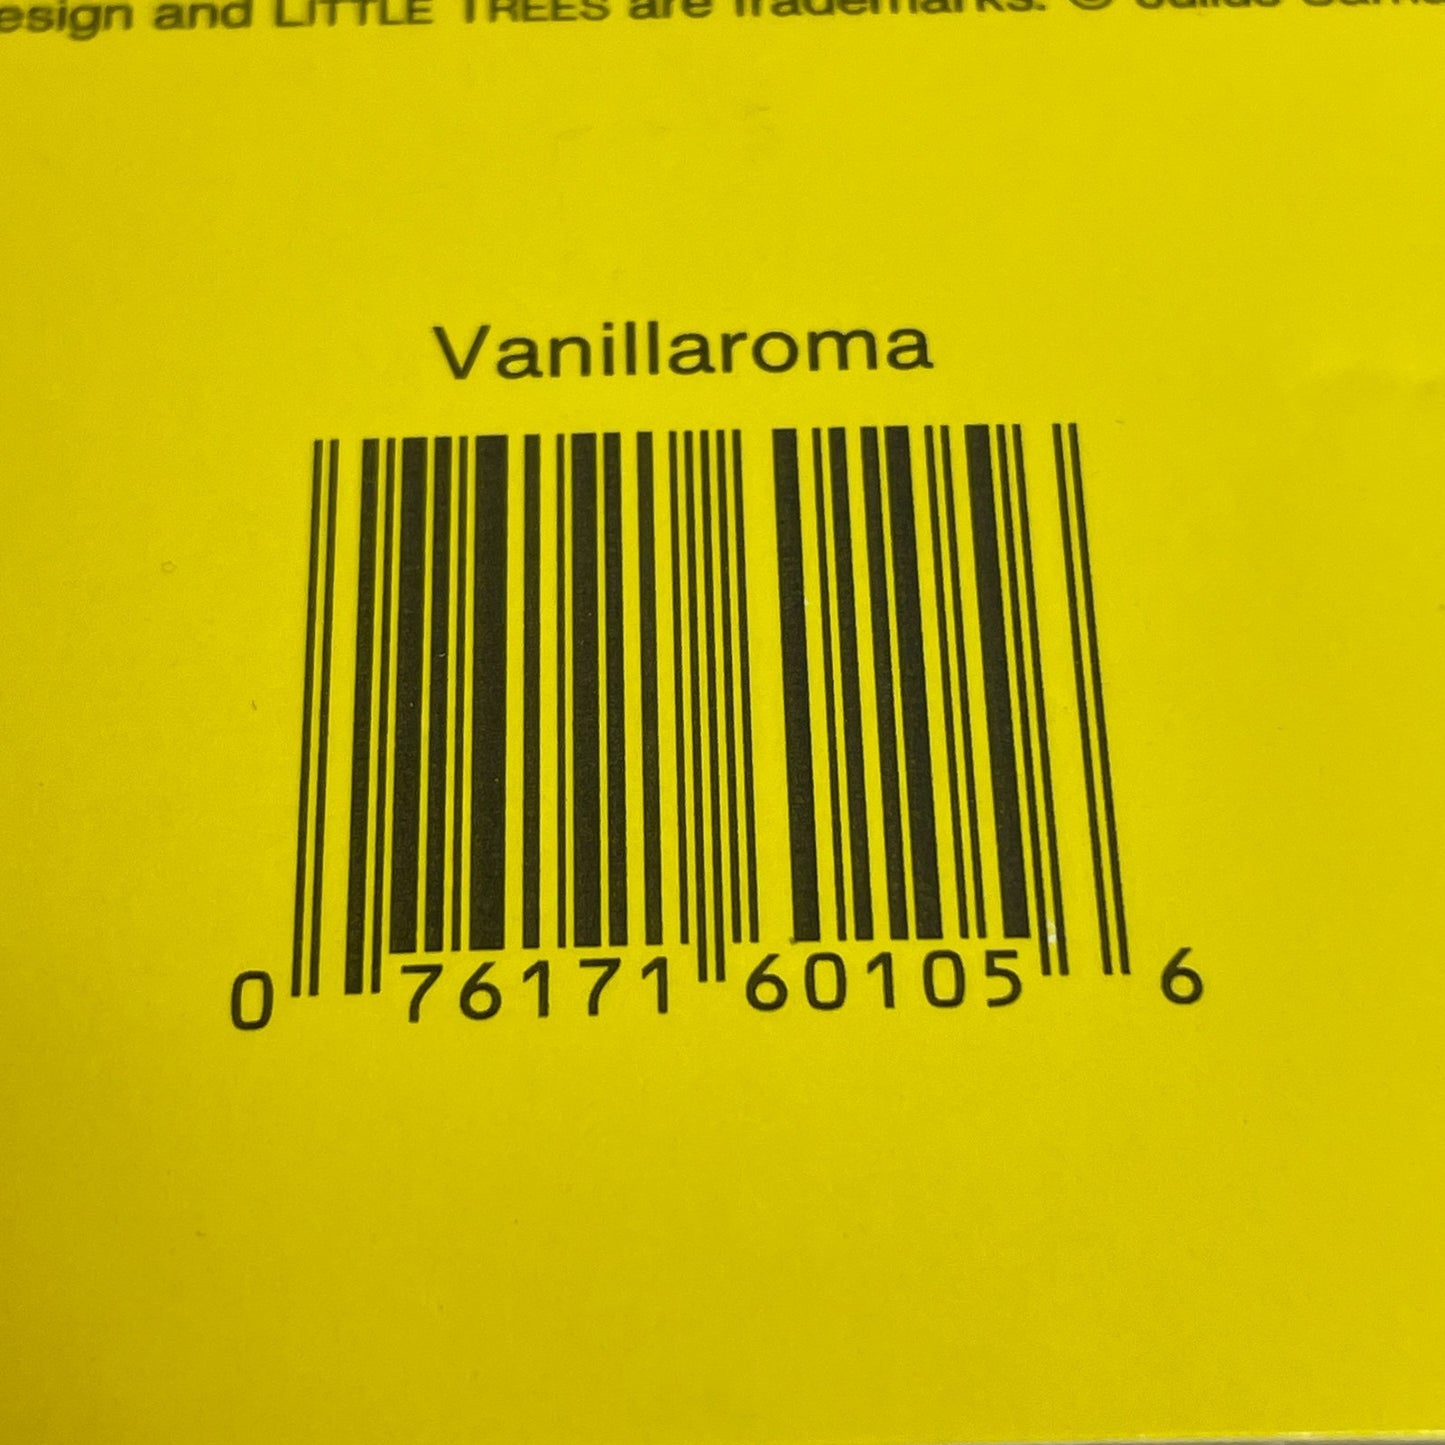 esign and LITTLE TREES are Trademarks. ©
Vanillaroma
0 76171 60105 6